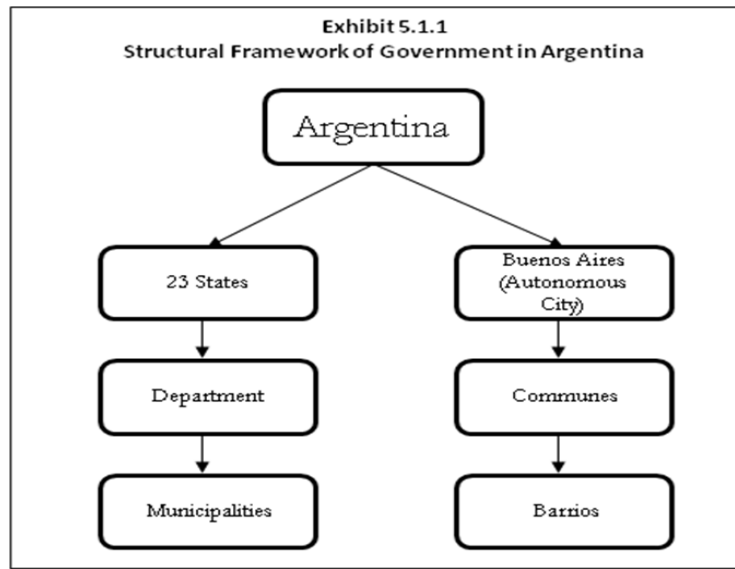 Exhibit 5.1.1
Structural Framework of Government in Argentina
Argentina
23 States
Buenos Aires
(Autonomous
City)
Department
Communes
Municipalities
Barrios